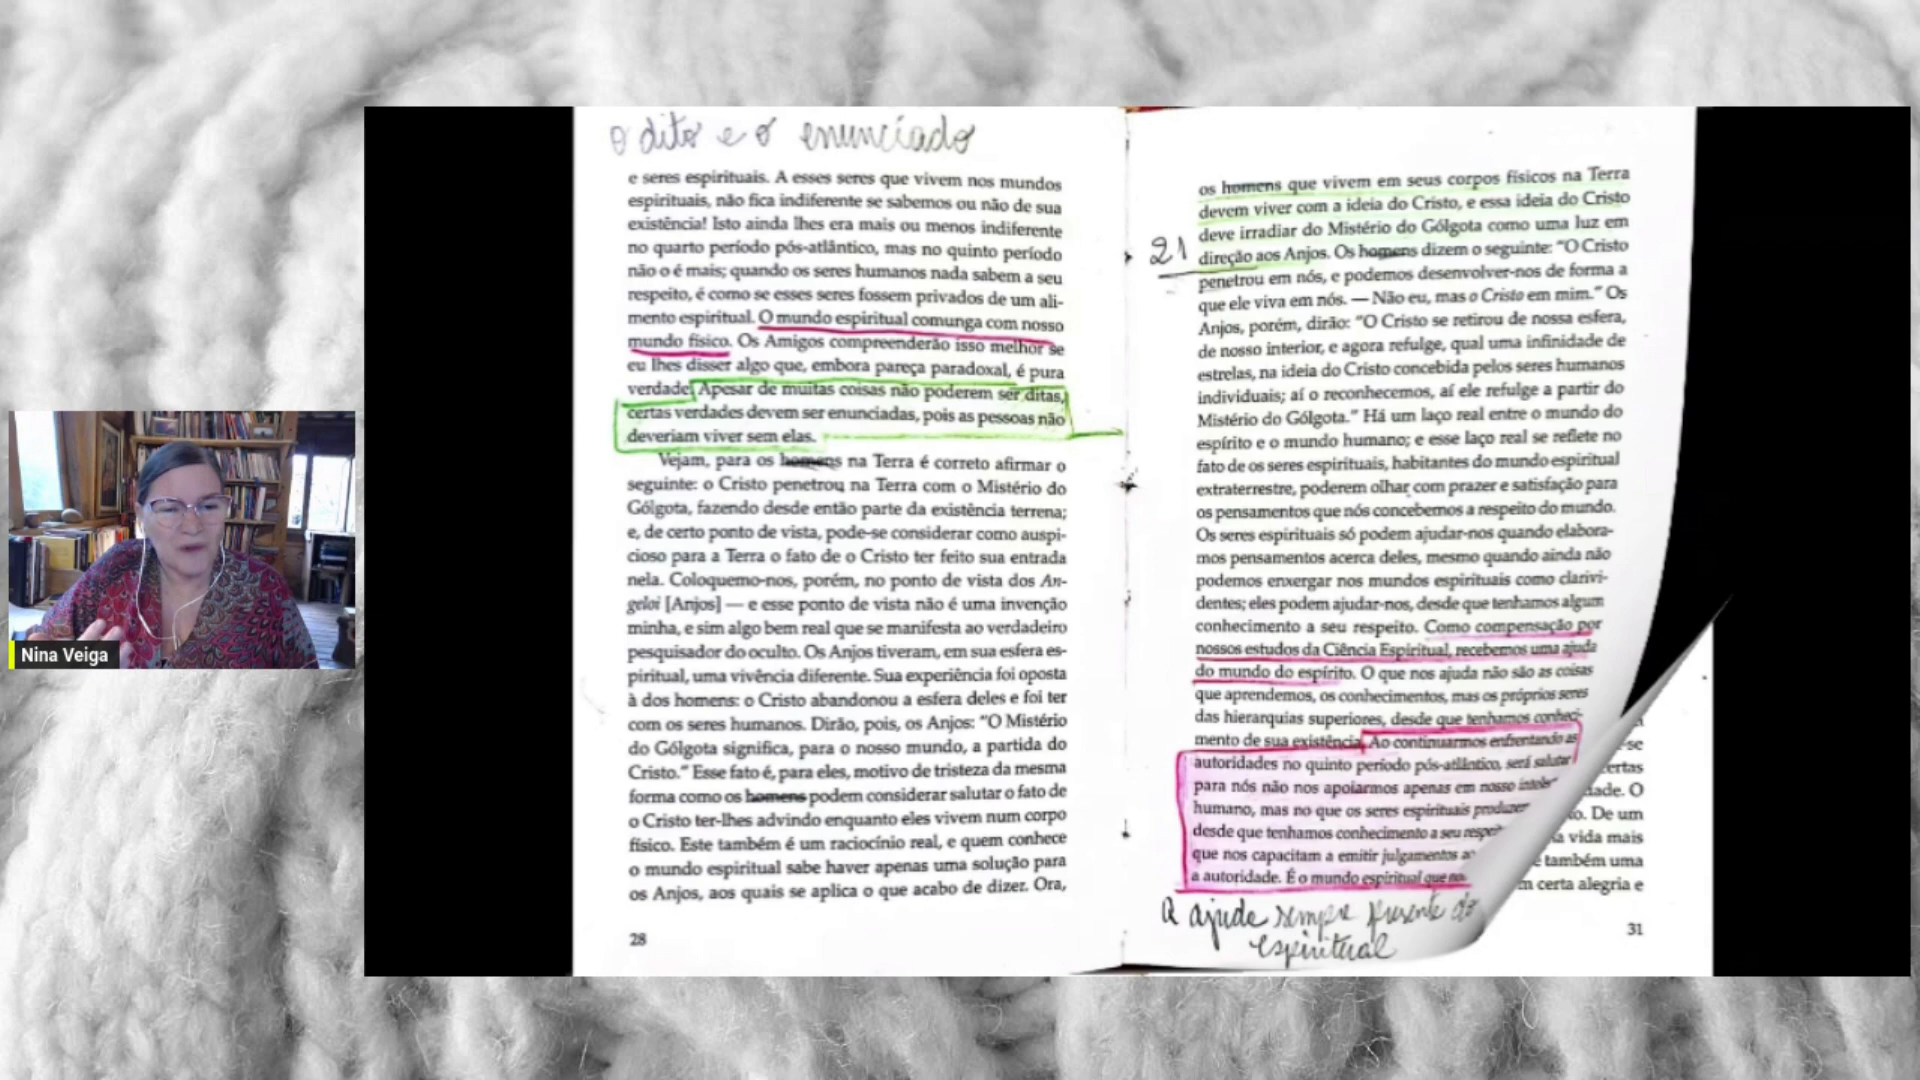 o dito e o enunciado
e seres espirituais. A esses seres que vivem nos mundos
espirituais, não fica indiferente se sabemos ou não de sua
existência! Isto ainda lhes era mais ou menos indiferente
no quarto período pós-atlântico, mas no quinto período
não o é mais; quando os seres humanos nada sabem a seu
respeito, é como se esses seres fossem privados de um ali-
mento espiritual. O mundo espiritual comunga com nosso
mundo físico. Os Amigos compreenderão isso melhor se
eu lhes disser algo que, embora pareça paradoxal, é pura
verdade. Apesar de muitas coisas não poderem ser ditas,
certas verdades devem ser enunciadas, pois as pessoas não
deveriam viver sem elas.
Vejam, para os homens na Terra é correto afirmar o
seguinte: o Cristo penetrou na Terra com o Mistério do
Gólgota, fazendo desde então parte da existência terrena;
e, de certo ponto de vista, pode-se considerar como auspi-
cioso para a Terra o fato de o Cristo ter feito sua entrada
nela. Coloquemo-nos, porém, no ponto de vista dos An-
geloi [Anjos] — e esse ponto de vista não é uma invenção
minha, e sim algo bem real que se manifesta ao verdadeiro
pesquisador do oculto. Os Anjos tiveram, em sua esfera es-
piritual, uma vivência diferente. Sua experiência foi oposta
à dos homens: o Cristo abandonou a esfera deles e foi ter
com os seres humanos. Dirão, pois, os Anjos: "O Mistério
do Gólgota significa, para o nosso mundo, a partida do
Cristo." Esse fato é, para eles, motivo de tristeza da mesma
forma como os homens podem considerar salutar o fato de
o Cristo ter-lhes advindo enquanto eles vivem num corpo
físico. Este também é um raciocínio real, e quem conhece
o mundo espiritual sabe haver apenas uma solução para
os Anjos, aos quais se aplica o que acabo de dizer. Ora,
28
os homens que vivem em seus corpos físicos na Terra
devem viver com a ideia do Cristo, e essa ideia do Cristo
deve irradiar do Mistério do Gólgota como uma luz em
21
direção aos Anjos. Os homens dizem o seguinte: "O Cristo
penetrou em nós, e podemos desenvolver-nos de forma a
que ele viva em nós. — Não eu, mas o Cristo em mim." Os
Anjos, porém, dirão: "O Cristo se retirou de nossa esfera,
de nosso interior, e agora refulge, qual uma infinidade de
estrelas, na ideia do Cristo concebida pelos seres humanos
individuais; aí o reconhecemos, aí ele refulge a partir do
Mistério do Gólgota." Há um laço real entre o mundo do
espírito e o mundo humano; e esse laço real se reflete no
fato de os seres espirituais, habitantes do mundo espiritual
extraterrestre, poderem olhar com prazer e satisfação para
os pensamentos que nós concebemos a respeito do mundo.
Os seres espirituais só podem ajudar-nos quando elabora-
mos pensamentos acerca deles, mesmo quando ainda não
podemos enxergar nos mundos espirituais como clarivi-
dentes; eles podem ajudar-nos, desde que tenhamos algum
conhecimento a seu respeito. Como compensação por
nossos estudos da Ciência Espiritual, recebemos uma ajuda
do mundo do espírito. O que nos ajuda não são as coisas
que aprendemos, os conhecimentos, mas os próprios seres
das hierarquias superiores, desde que tenhamos conheci-
mento de sua existência. Ao continuarmos enfrentando as
autoridades no quinto período pós-atlântico, será salutar
para nós não nos apoiarmos apenas em nosso
humano, mas no que os seres espirituais produzem
desde que tenhamos conhecimento a seu
que nos capacitam a emitir julgamentos
a autoridade. É o mundo espiritual que
A ajuda sempre presente do
espiritual
-se
certas
dade. O
to. De um
a vida mais
e também uma
m certa alegria e
31
Nina Veiga